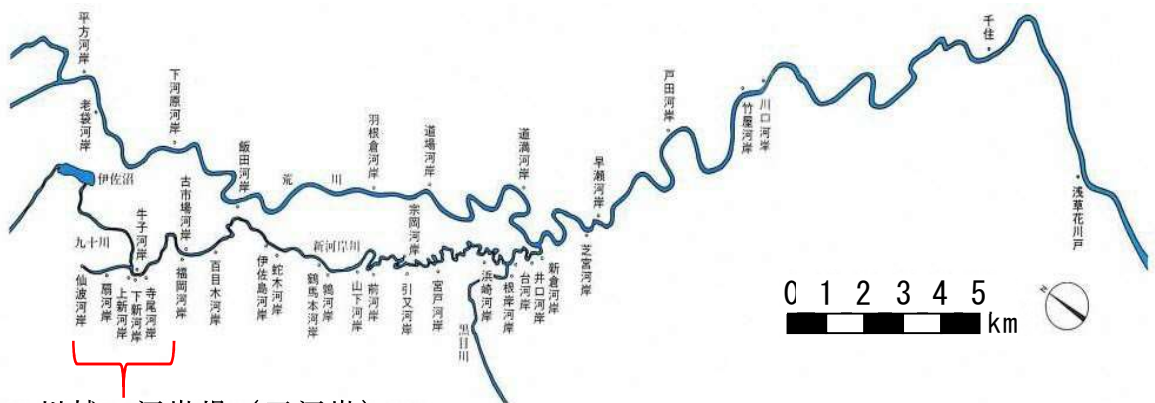 平方河岸
老袋河岸
下河原河岸
飯田河岸
荒川
羽根倉河岸
道場河岸
道満河岸
早瀬河岸
戸田河岸
竹屋河岸
川口河岸
千住
浅草花川戸
伊佐沼
九十川
牛子河岸
古市場河岸
新河岸川
宗岡河岸
仙波河岸
扇河岸
上新河岸
下新河岸
寺尾河岸
福岡河岸
百目木河岸
伊佐島河岸
蛇木河岸
鶴馬本河岸
鶉河岸
山下河岸
前河岸
引又河岸
宮戸河岸
浜崎河岸
黒目川
根岸河岸
台河岸
井口河岸
新倉河岸
芝宮河岸
0 1 2 3 4 5
km
N